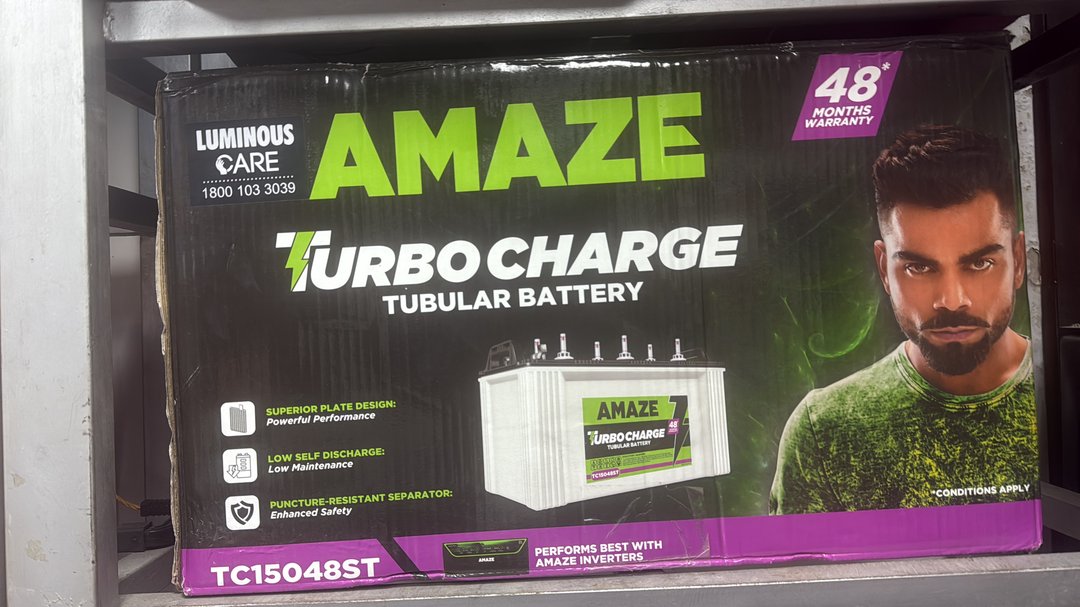 LUMINOUS
CARE
1800 103 3039
AMAZE
48*
MONTHS
WARRANTY
TURBO CHARGE
TUBULAR BATTERY
SUPERIOR PLATE DESIGN:
Powerful Performance
LOW SELF DISCHARGE:
Low Maintenance
PUNCTURE-RESISTANT SEPARATOR:
Enhanced Safety
AMAZE
TURBO CHARGE
TUBULAR BATTERY
48
TC15048ST
*CONDITIONS APPLY
TC15048ST
AMAZE
PERFORMS BEST WITH
AMAZE INVERTERS